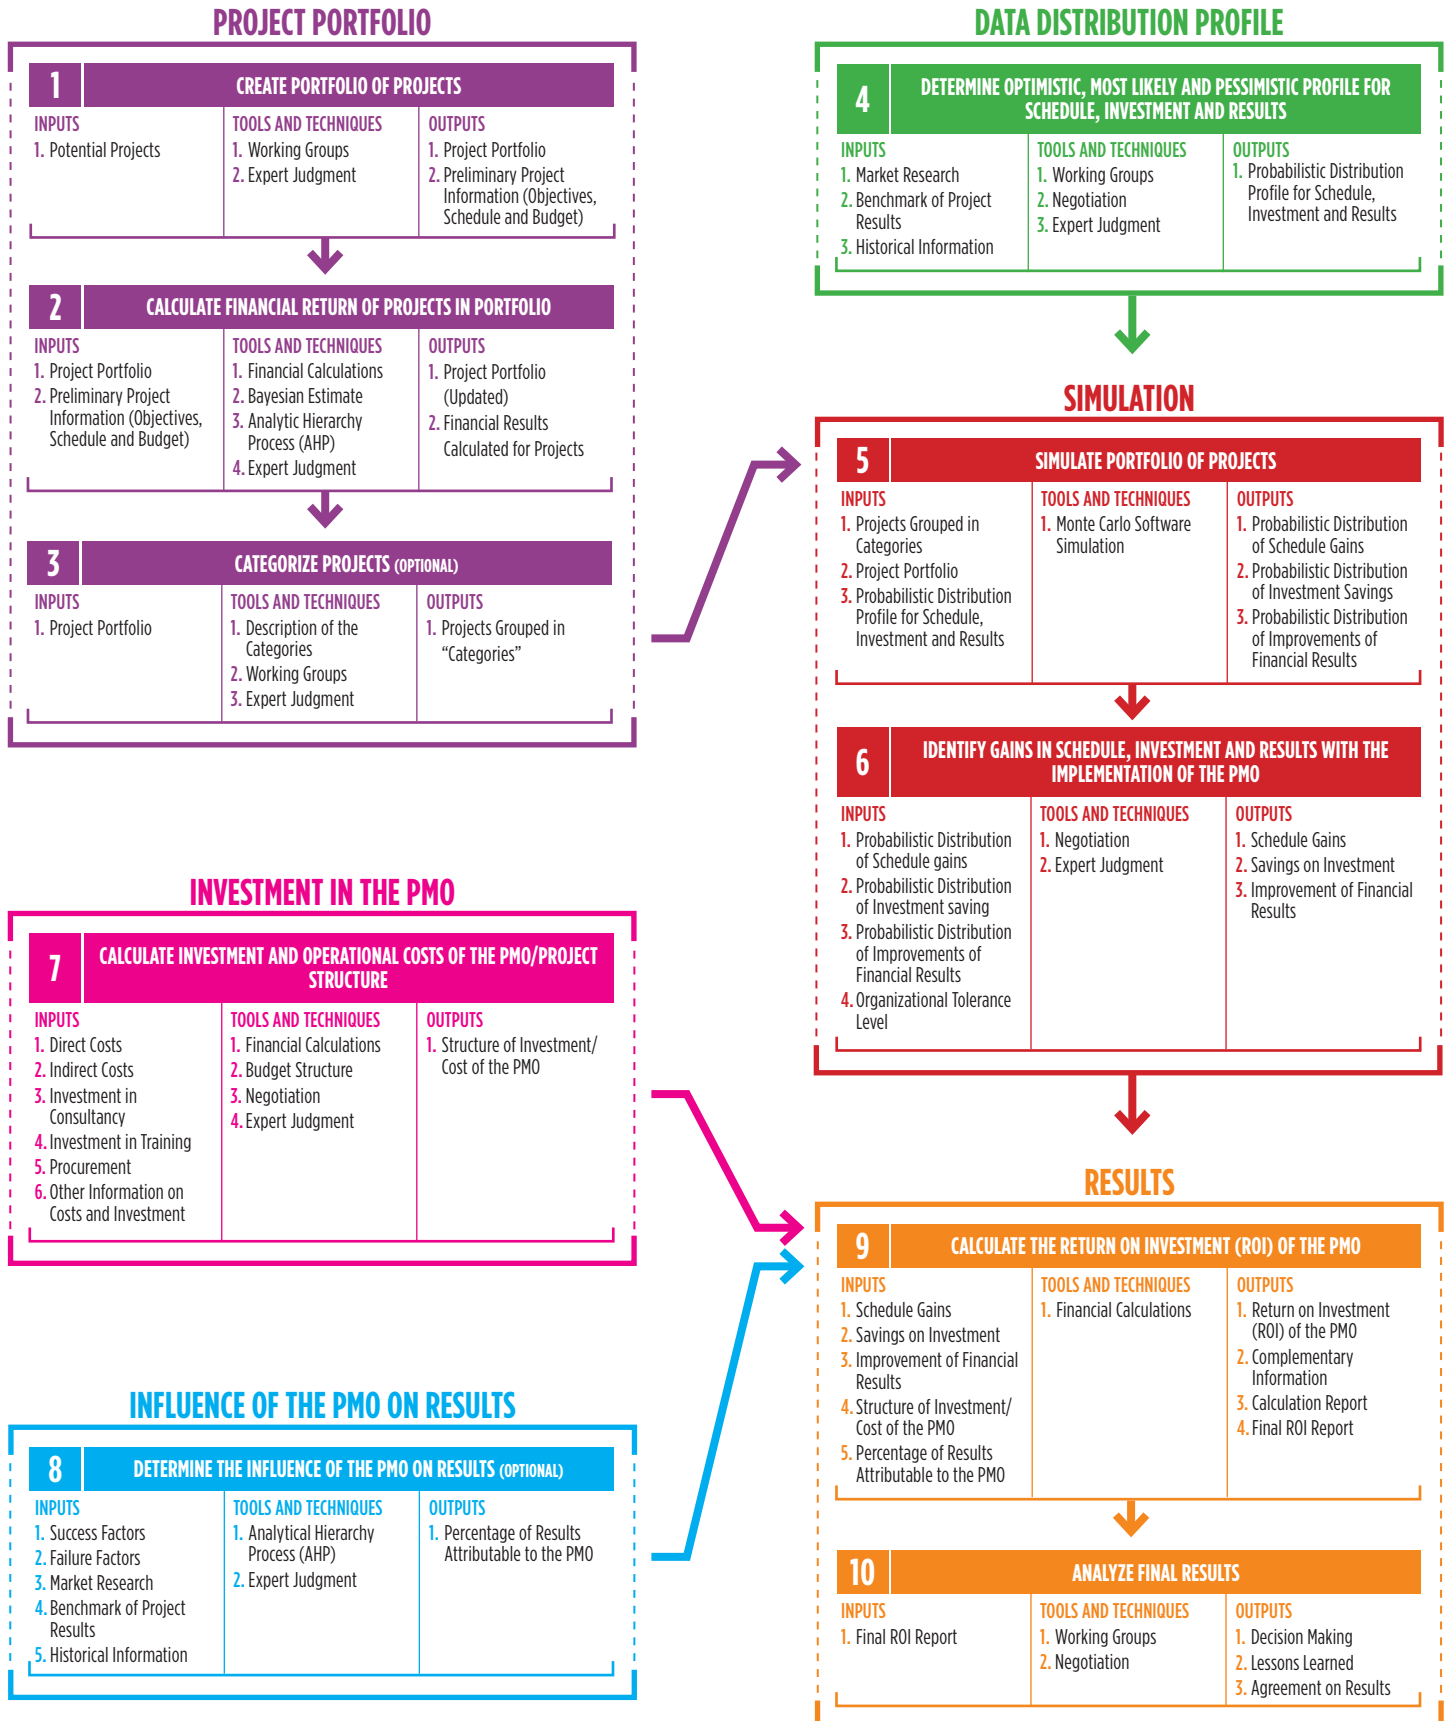 PROJECT PORTFOLIO
1
CREATE PORTFOLIO OF PROJECTS
INPUTS
1. Potential Projects
TOOLS AND TECHNIQUES
1. Working Groups
2. Expert Judgment
OUTPUTS
1. Project Portfolio
2. Preliminary Project
Information (Objectives,
Schedule and Budget)
2
CALCULATE FINANCIAL RETURN OF PROJECTS IN PORTFOLIO
INPUTS
1. Project Portfolio
2. Preliminary Project
Information (Objectives,
Schedule and Budget)
TOOLS AND TECHNIQUES
1. Financial Calculations
2. Bayesian Estimate
3. Analytic Hierarchy
Process (AHP)
4. Expert Judgment
OUTPUTS
1. Project Portfolio
(Updated)
2. Financial Results
Calculated for Projects
3
CATEGORIZE PROJECTS (OPTIONAL)
INPUTS
1. Project Portfolio
TOOLS AND TECHNIQUES
1. Description of the
Categories
2. Working Groups
3. Expert Judgment
OUTPUTS
1. Projects Grouped in
“Categories”
DATA DISTRIBUTION PROFILE
4
DETERMINE OPTIMISTIC, MOST LIKELY AND PESSIMISTIC PROFILE FOR
SCHEDULE, INVESTMENT AND RESULTS
INPUTS
1. Market Research
2. Benchmark of Project
Results
3. Historical Information
TOOLS AND TECHNIQUES
1. Working Groups
2. Negotiation
3. Expert Judgment
OUTPUTS
1. Probabilistic Distribution
Profile for Schedule,
Investment and Results
SIMULATION
5
SIMULATE PORTFOLIO OF PROJECTS
INPUTS
1. Projects Grouped in
Categories
2. Project Portfolio
3. Probabilistic Distribution
Profile for Schedule,
Investment and Results
TOOLS AND TECHNIQUES
1. Monte Carlo Software
Simulation
OUTPUTS
1. Probabilistic Distribution
of Schedule Gains
2. Probabilistic Distribution
of Investment Savings
3. Probabilistic Distribution
of Improvements of
Financial Results
6
IDENTIFY GAINS IN SCHEDULE, INVESTMENT AND RESULTS WITH THE
IMPLEMENTATION OF THE PMO
INPUTS
1. Probabilistic Distribution
of Schedule gains
2. Probabilistic Distribution
of Investment saving
3. Probabilistic Distribution
of Improvements of
Financial Results
4. Organizational Tolerance
Level
TOOLS AND TECHNIQUES
1. Negotiation
2. Expert Judgment
OUTPUTS
1. Schedule Gains
2. Savings on Investment
3. Improvement of Financial
Results
INVESTMENT IN THE PMO
7
CALCULATE INVESTMENT AND OPERATIONAL COSTS OF THE PMO/PROJECT
STRUCTURE
INPUTS
1. Direct Costs
2. Indirect Costs
3. Investment in
Consultancy
4. Investment in Training
5. Procurement
6. Other Information on
Costs and Investment
TOOLS AND TECHNIQUES
1. Financial Calculations
2. Budget Structure
3. Negotiation
4. Expert Judgment
OUTPUTS
1. Structure of Investment/
Cost of the PMO
INFLUENCE OF THE PMO ON RESULTS
8
DETERMINE THE INFLUENCE OF THE PMO ON RESULTS (OPTIONAL)
INPUTS
1. Success Factors
2. Failure Factors
3. Market Research
4. Benchmark of Project
Results
5. Historical Information
TOOLS AND TECHNIQUES
1. Analytical Hierarchy
Process (AHP)
2. Expert Judgment
OUTPUTS
1. Percentage of Results
Attributable to the PMO
RESULTS
9
CALCULATE THE RETURN ON INVESTMENT (ROI) OF THE PMO
INPUTS
1. Schedule Gains
2. Savings on Investment
3. Improvement of Financial
Results
4. Structure of Investment/
Cost of the PMO
5. Percentage of Results
Attributable to the PMO
TOOLS AND TECHNIQUES
1. Financial Calculations
OUTPUTS
1. Return on Investment
(ROI) of the PMO
2. Complementary
Information
3. Calculation Report
4. Final ROI Report
10
ANALYZE FINAL RESULTS
INPUTS
1. Final ROI Report
TOOLS AND TECHNIQUES
1. Working Groups
2. Negotiation
OUTPUTS
1. Decision Making
2. Lessons Learned
3. Agreement on Results